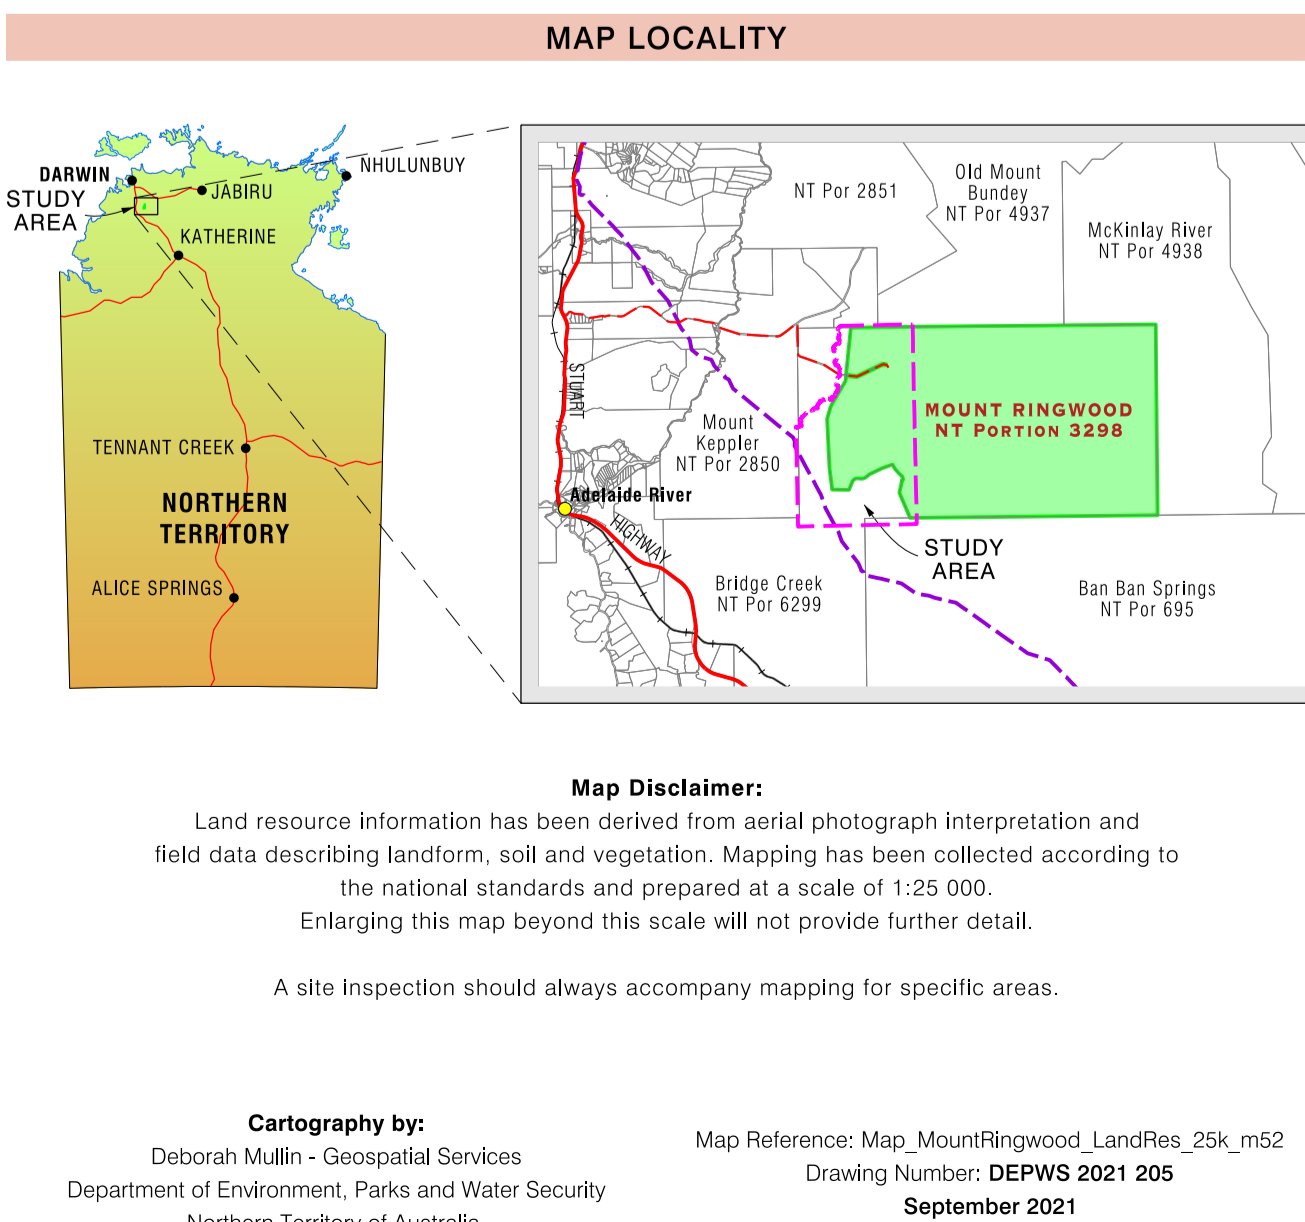 MAP LOCALITY
DARWIN
STUDY
AREA
JABIRU
NHULUNBUY
KATHERINE
TENNANT CREEK
NORTHERN
TERRITORY
ALICE SPRINGS
NT Por 2851
Old Mount
Bundey
NT Por 4937
McKinlay River
NT Por 4938
STUART
MOUNT RINGWOOD
NT PORTION 3298
Mount
Keppler
NT Por 2850
Adelaide River
HIGHWAY
STUDY
AREA
Bridge Creek
NT Por 6299
Ban Ban Springs
NT Por 695
Map Disclaimer:
Land resource information has been derived from aerial photograph interpretation and
field data describing landform, soil and vegetation. Mapping has been collected according to
the national standards and prepared at a scale of 1:25 000.
Enlarging this map beyond this scale will not provide further detail.
A site inspection should always accompany mapping for specific areas.
Cartography by:
Deborah Mullin - Geospatial Services
Department of Environment, Parks and Water Security
Northern Territory of Australia
Map Reference: Map_MountRingwood_LandRes_25k_m52
Drawing Number: DEPWS 2021 205
September 2021